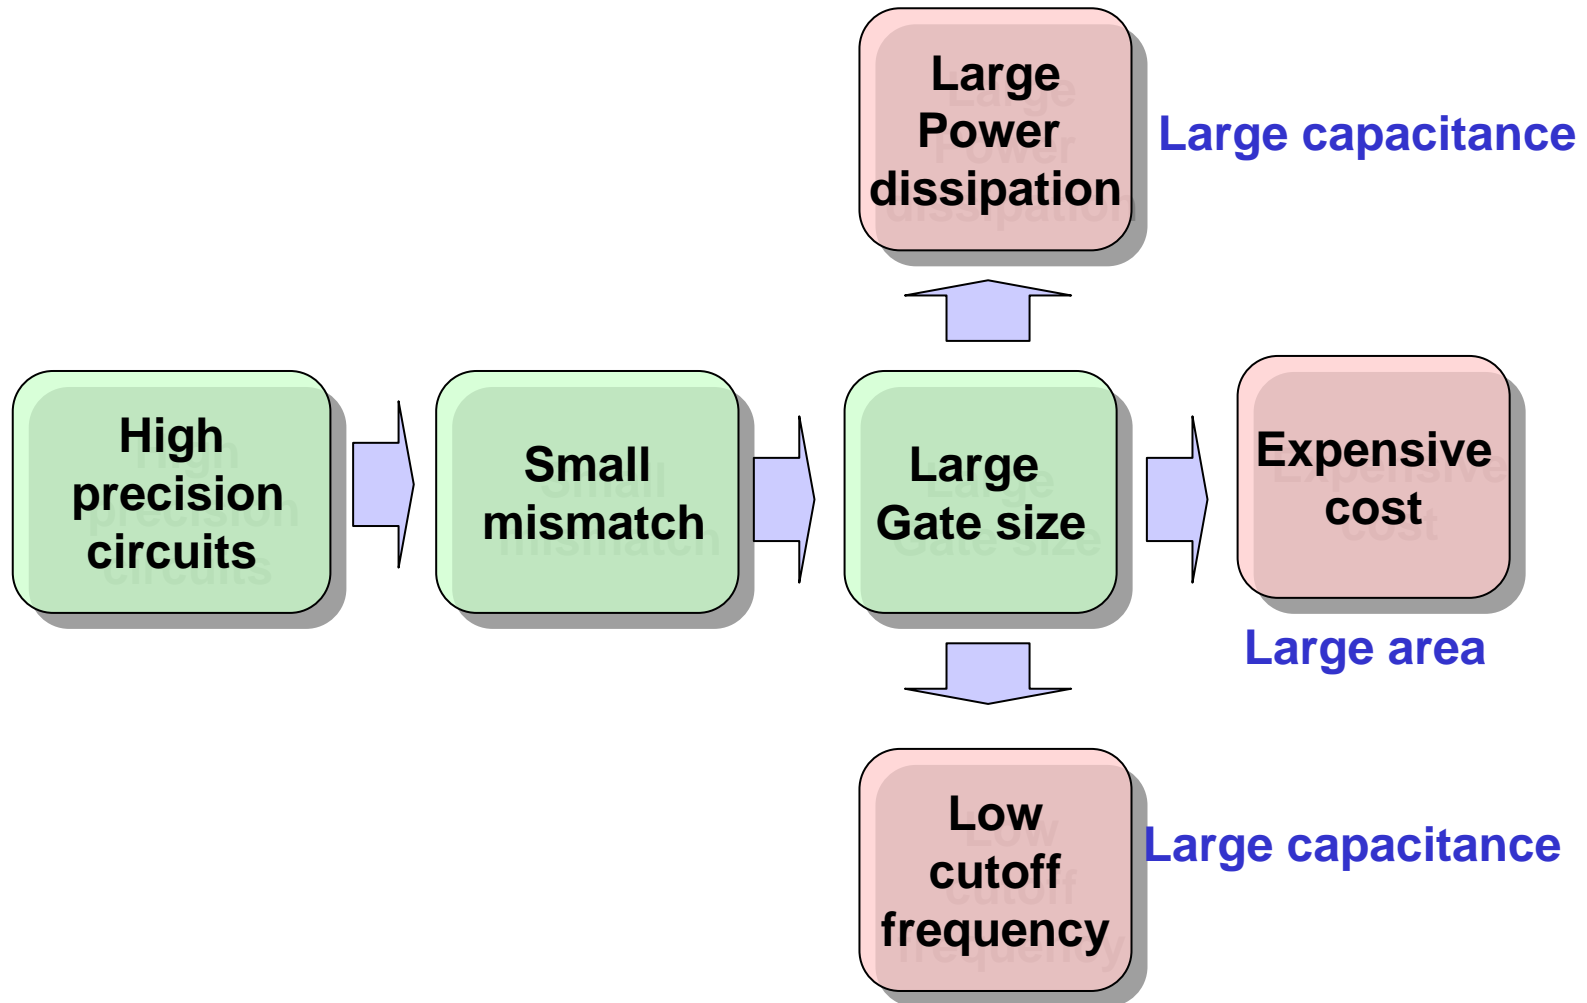 Large
Power
dissipation
Large capacitance
High
precision
circuits
Small
mismatch
Large
Gate size
Expensive
cost
Large area
Low
cutoff
frequency
Large capacitance